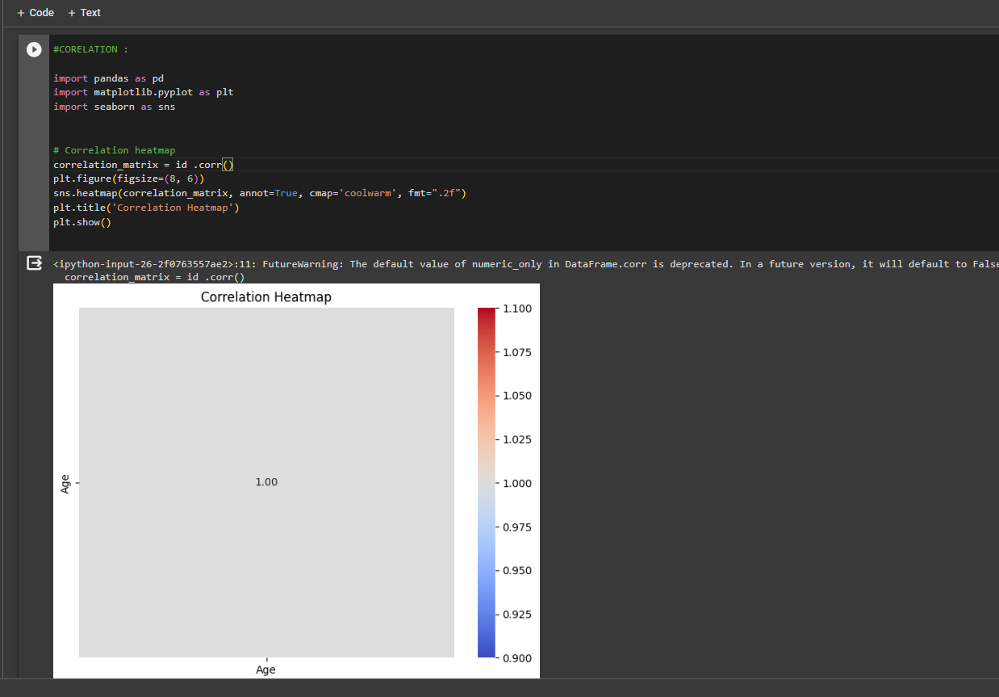 + Code + Text
#CORELATION :
import pandas as pd
import matplotlib.pyplot as plt
import seaborn as sns
# Correlation heatmap
correlation_matrix = id .corr()
plt.figure(figsize=(8, 6))
sns.heatmap(correlation_matrix, annot=True, cmap='coolwarm', fmt=".2f")
plt.title('Correlation Heatmap')
plt.show()
<ipython-input-26-2f0763557ae2>:11: FutureWarning: The default value of numeric_only in DataFrame.corr is deprecated. In a future version, it will default to False
correlation_matrix = id .corr()
Correlation Heatmap
1.100
1.075
1.050
1.025
1.000
0.975
0.950
0.925
0.900
Age
1.00
Age